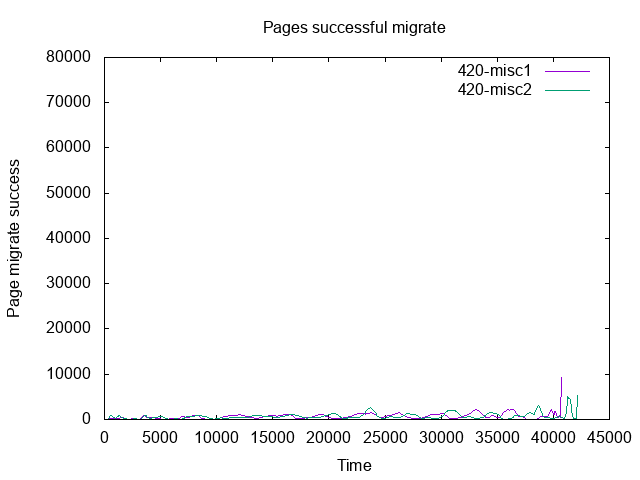 Pages successful migrate
80000
70000
60000
50000
40000
30000
20000
10000
0
Page migrate success
420-misc1
420-misc2
0 5000 10000 15000 20000 25000 30000 35000 40000 45000
Time